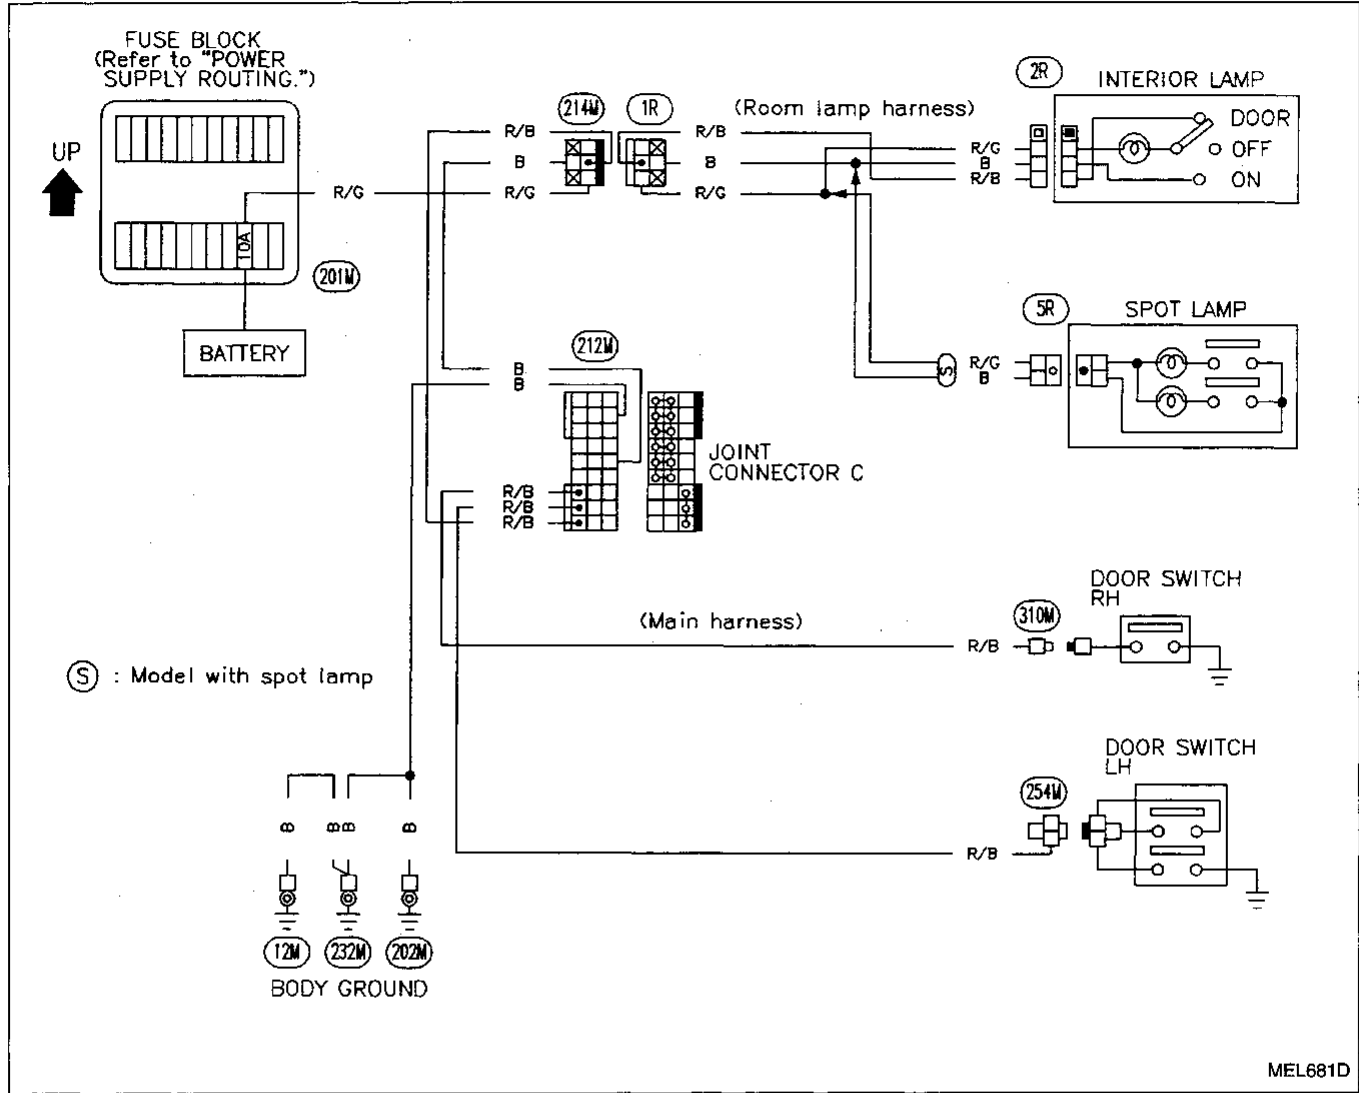 FUSE BLOCK
(Refer to "POWER
SUPPLY ROUTING.")
UP
10A
201M
BATTERY
R/G
R/B
B
R/G
214M
1R
R/B
B
R/G
(Room lamp harness)
2R
INTERIOR LAMP
R/G
B
R/B
DOOR
OFF
ON
5R
SPOT LAMP
S
R/G
B
212M
B
B
JOINT
CONNECTOR C
R/B
R/B
R/B
DOOR SWITCH
RH
310M
(Main harness)
R/B
S : Model with spot lamp
DOOR SWITCH
LH
254M
R/B
B
B B
B
12M
232M
202M
BODY GROUND
MEL681D